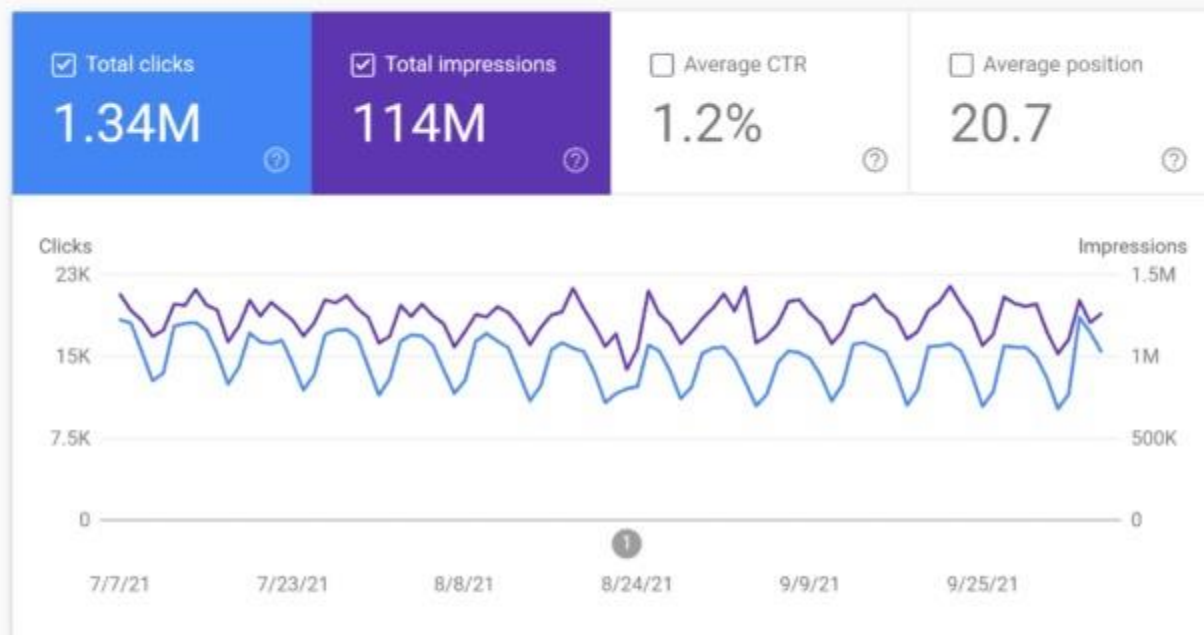 Total clicks
1.34M
Total impressions
114M
Average CTR
1.2%
Average position
20.7
Clicks
Impressions
23K
1.5M
15K
1M
7.5K
500K
0
0
1
7/7/21
7/23/21
8/8/21
8/24/21
9/9/21
9/25/21